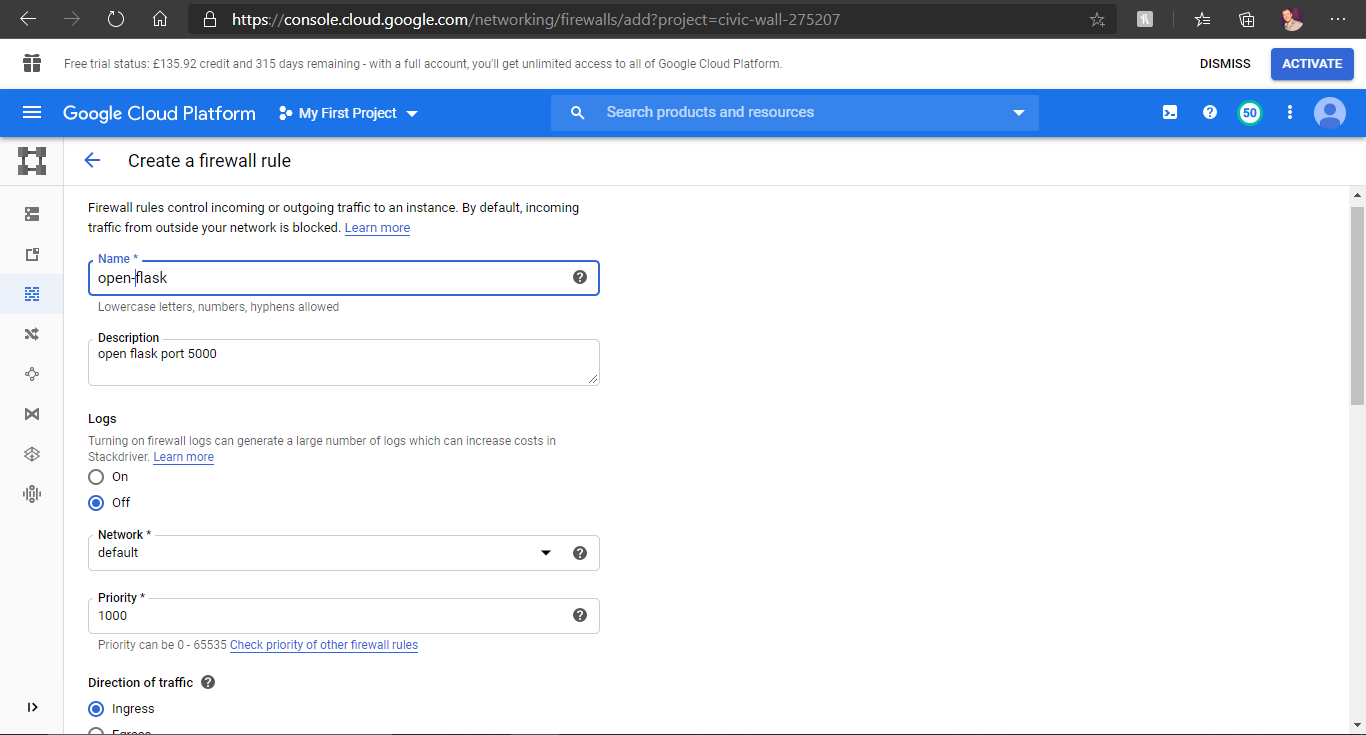 https://console.cloud.google.com/networking/firewalls/add?project=civic-wall-275207
Free trial status: £135.92 credit and 315 days remaining - with a full account, you'll get unlimited access to all of Google Cloud Platform.
DISMISS
ACTIVATE
Google Cloud Platform
My First Project
Search products and resources
50
Create a firewall rule
Firewall rules control incoming or outgoing traffic to an instance. By default, incoming
traffic from outside your network is blocked. Learn more
Name *
open-flask
Lowercase letters, numbers, hyphens allowed
Description
open flask port 5000
Logs
Turning on firewall logs can generate a large number of logs which can increase costs in
Stackdriver. Learn more
On
Off
Network *
default
Priority *
1000
Priority can be 0 - 65535 Check priority of other firewall rules
Direction of traffic
Ingress
Egress